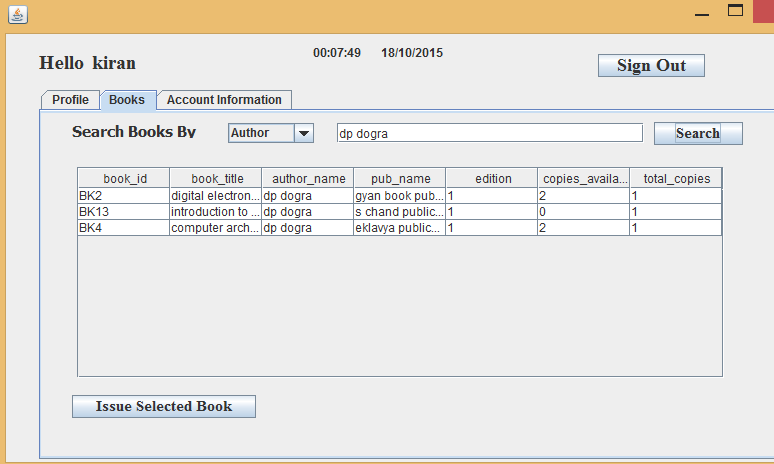 00:07:49 18/10/2015
Hello kiran
Sign Out
Profile Books Account Information
Search Books By Author dp dogra Search
book_id book_title author_name pub_name edition copies_availa... total_copies
BK2 digital electron... dp dogra gyan book pub... 1 2 1
BK13 introduction to ... dp dogra s chand public... 1 0 1
BK4 computer arch... dp dogra eklavya public... 1 2 1
Issue Selected Book